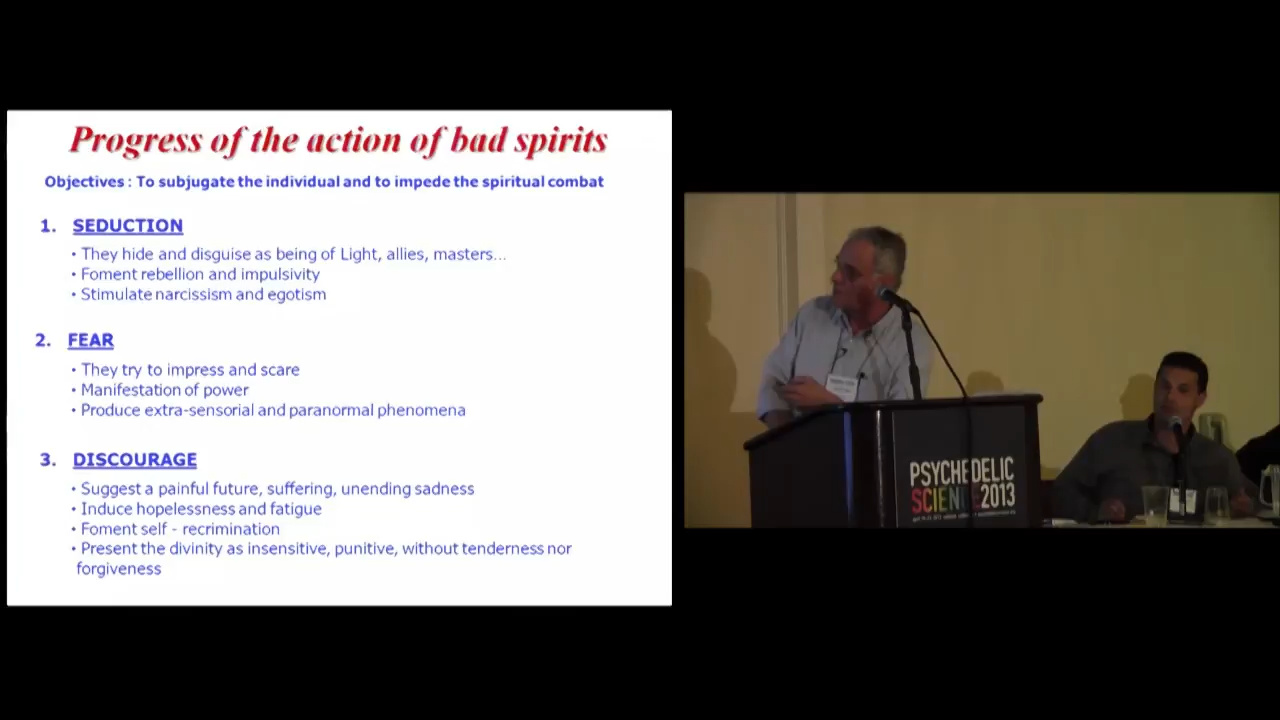 Progress of the action of bad spirits
Objectives : To subjugate the individual and to impede the spiritual combat
1. SEDUCTION
• They hide and disguise as being of Light, allies, masters...
• Foment rebellion and impulsivity
• Stimulate narcissism and egotism
2. FEAR
• They try to impress and scare
• Manifestation of power
• Produce extra-sensorial and paranormal phenomena
3. DISCOURAGE
• Suggest a painful future, suffering, unending sadness
• Induce hopelessness and fatigue
• Foment self - recrimination
• Present the divinity as insensitive, punitive, without tenderness nor
forgiveness
PSYCHEDELIC
SCIENCE 2013